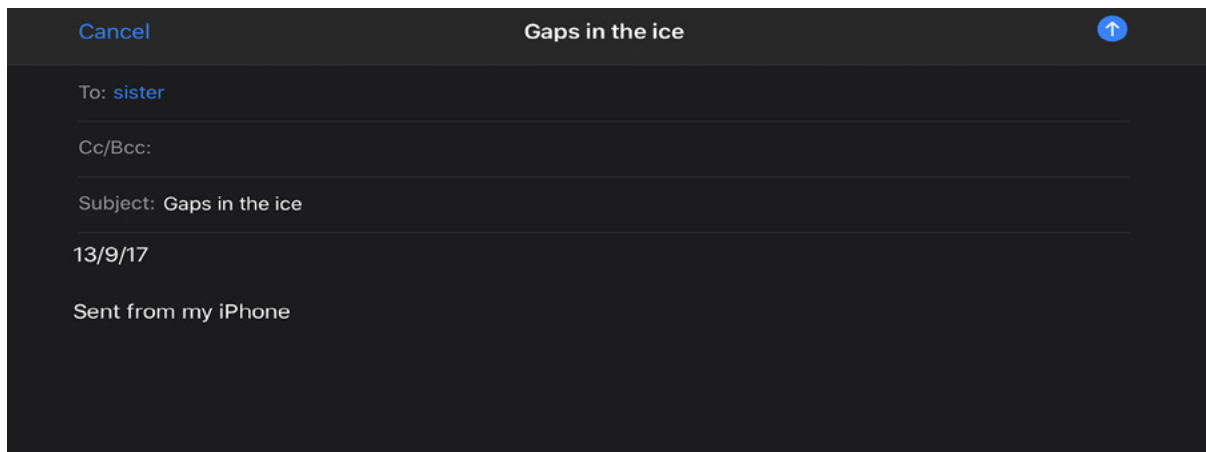 Cancel Gaps in the ice
To: sister
Cc/Bcc:
Subject: Gaps in the ice
13/9/17
Sent from my iPhone